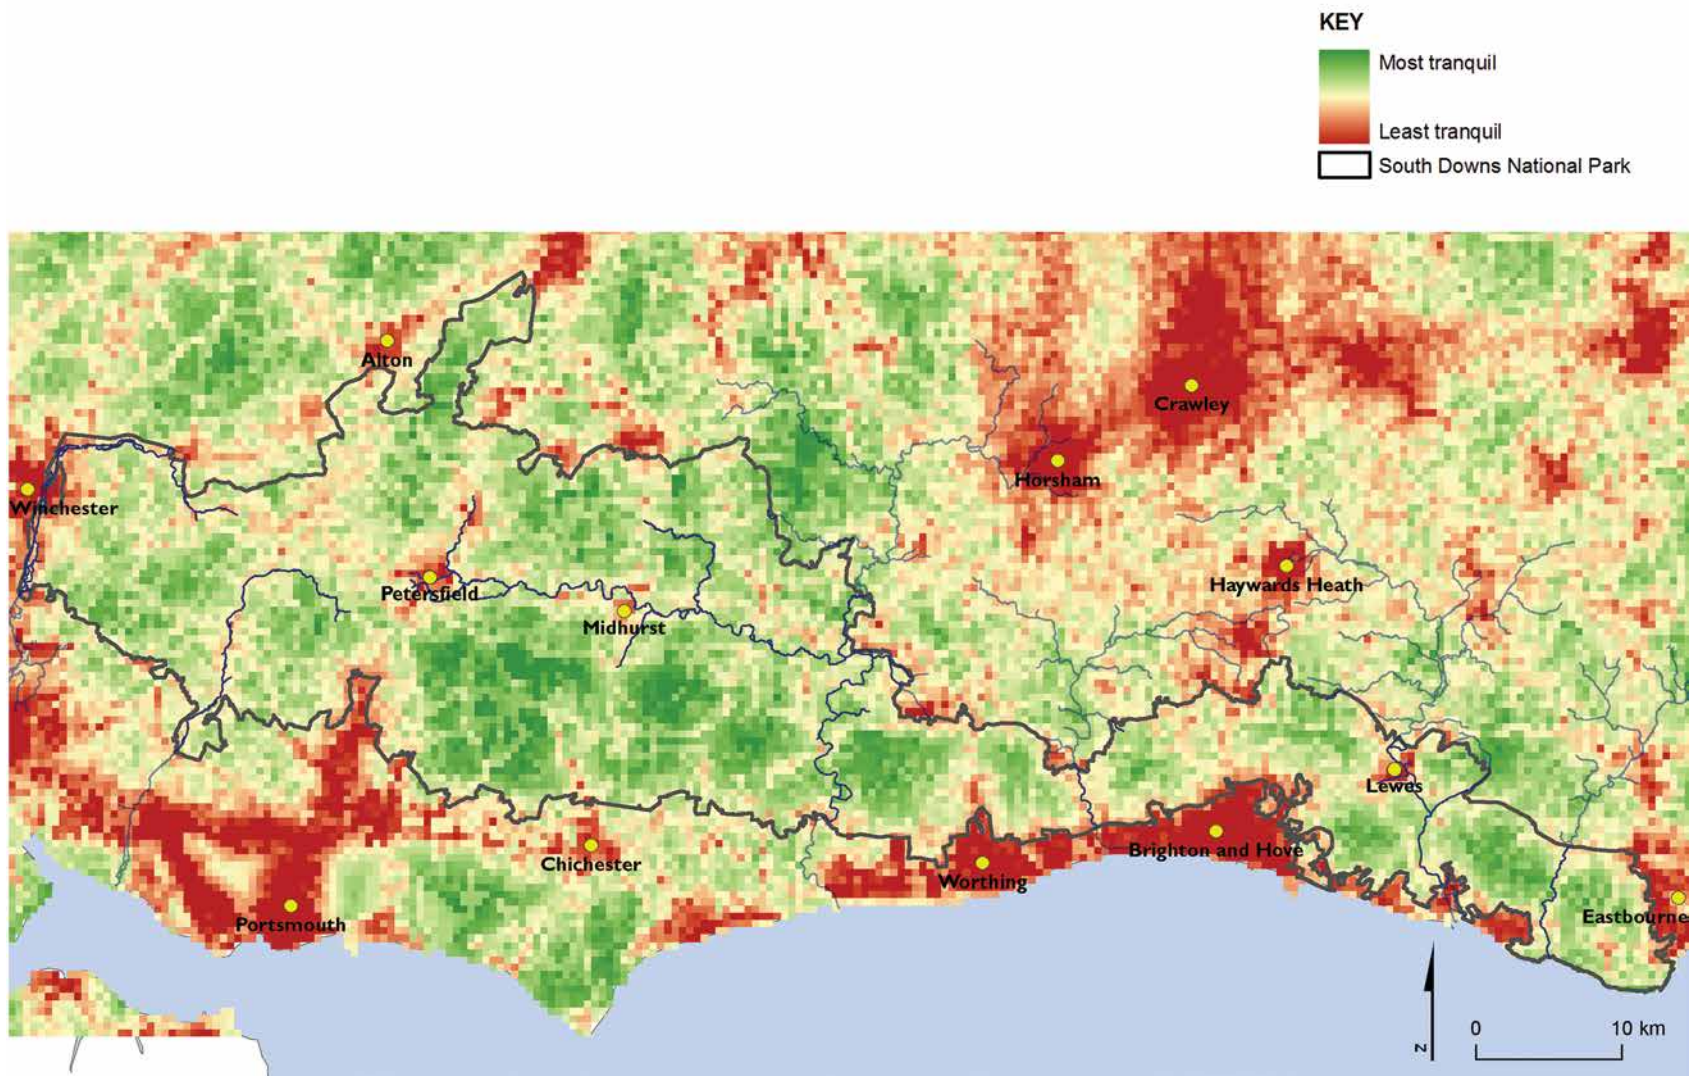 KEY
Most tranquil
Least tranquil
South Downs National Park
Alton
Crawley
Horsham
Winchester
Haywards Heath
Petersfield
Midhurst
Lewes
Brighton and Hove
Chichester
Worthing
Portsmouth
Eastbourne
0 10 km
z